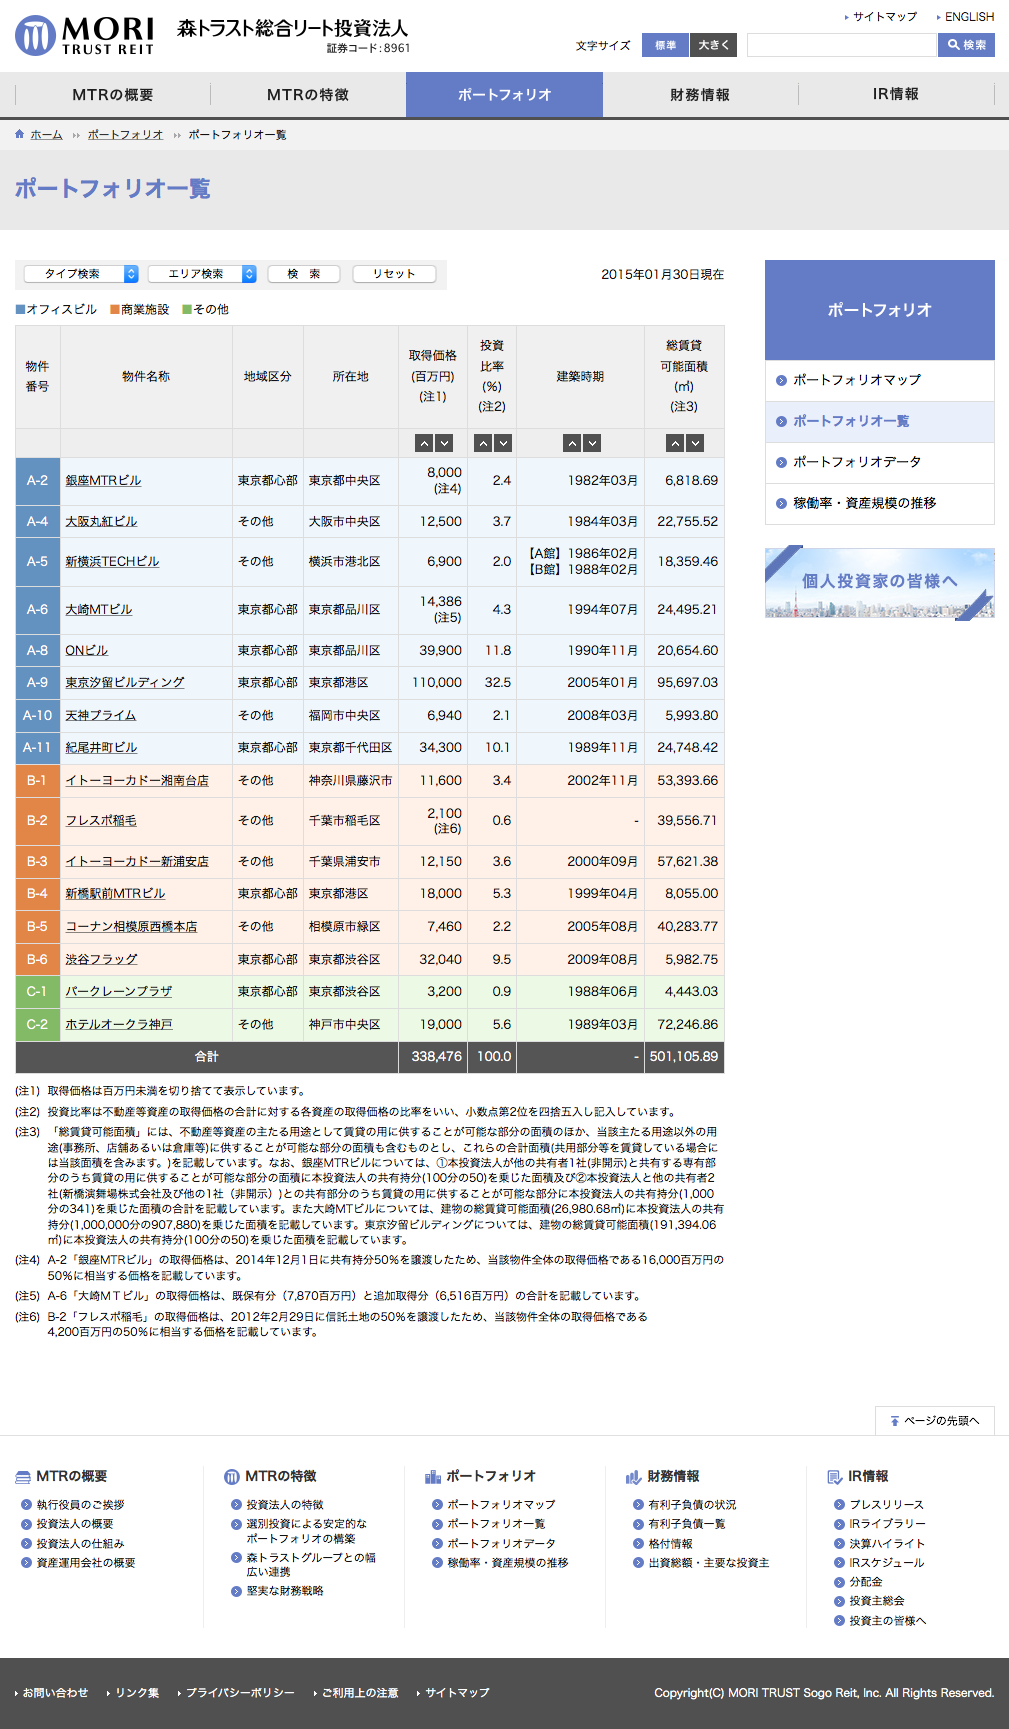 MORI TRUST REIT 森トラスト総合リート投資法人
証券コード:8961
サイトマップ ENGLISH
文字サイズ 標準 大きく 検索
MTRの概要 MTRの特徴 ポートフォリオ 財務情報 IR情報
ホーム ポートフォリオ ポートフォリオ一覧
ポートフォリオ一覧
タイプ検索 エリア検索 検 索 リセット 2015年01月30日現在
■オフィスビル ■商業施設 ■その他
物件番号 物件名称 地域区分 所在地 取得価格(百万円)(注1) 投資比率(%)(注2) 建築時期 総賃貸可能面積(㎡)(注3)
A-2 銀座MTRビル 東京都心部 東京都中央区 8,000(注4) 2.4 1982年03月 6,818.69
A-4 大阪丸紅ビル その他 大阪市中央区 12,500 3.7 1984年03月 22,755.52
A-5 新横浜TECHビル その他 横浜市港北区 6,900 2.0 【A館】1986年02月【B館】1988年02月 18,359.46
A-6 大崎MTビル 東京都心部 東京都品川区 14,386(注5) 4.3 1994年07月 24,495.21
A-8 ONビル 東京都心部 東京都品川区 39,900 11.8 1990年11月 20,654.60
A-9 東京汐留ビルディング 東京都心部 東京都港区 110,000 32.5 2005年01月 95,697.03
A-10 天神プライム その他 福岡市中央区 6,940 2.1 2008年03月 5,993.80
A-11 紀尾井町ビル 東京都心部 東京都千代田区 34,300 10.1 1989年11月 24,748.42
B-1 イトーヨーカドー湘南台店 その他 神奈川県藤沢市 11,600 3.4 2002年11月 53,393.66
B-2 フレスポ稲毛 その他 千葉市稲毛区 2,100(注6) 0.6 - 39,556.71
B-3 イトーヨーカドー新浦安店 その他 千葉県浦安市 12,150 3.6 2000年09月 57,621.38
B-4 新橋駅前MTRビル 東京都心部 東京都港区 18,000 5.3 1999年04月 8,055.00
B-5 コーナン相模原西橋本店 その他 相模原市緑区 7,460 2.2 2005年08月 40,283.77
B-6 渋谷フラッグ 東京都心部 東京都渋谷区 32,040 9.5 2009年08月 5,982.75
C-1 パークレーンプラザ 東京都心部 東京都渋谷区 3,200 0.9 1988年06月 4,443.03
C-2 ホテルオークラ神戸 その他 神戸市中央区 19,000 5.6 1989年03月 72,246.86
合計 338,476 100.0 - 501,105.89
(注1) 取得価格は百万円未満を切り捨てて表示しています。
(注2) 投資比率は不動産等資産の取得価格の合計に対する各資産の取得価格の比率をいい、小数点第2位を四捨五入し記入しています。
(注3) 「総賃貸可能面積」には、不動産等資産の主たる用途として賃貸の用に供することが可能な部分の面積のほか、当該主たる用途以外の用
途(事務所、店舗あるいは倉庫等)に供することが可能な部分の面積も含むものとし、これらの合計面積(共用部分等を賃貸している場合に
は当該面積を含みます。)を記載しています。なお、銀座MTRビルについては、①本投資法人が他の共有者1社(非開示)と共有する専有部
分のうち賃貸の用に供することが可能な部分の面積に本投資法人の共有持分(100分の50)を乗じた面積及び②本投資法人と他の共有者2
社(新橋演舞場株式会社及び他の1社（非開示）)との共有部分のうち賃貸の用に供することが可能な部分に本投資法人の共有持分(1,000
分の341)を乗じた面積の合計を記載しています。また大崎MTビルについては、建物の総賃貸可能面積(26,980.68㎡)に本投資法人の共有
持分(1,000,000分の907,880)を乗じた面積を記載しています。東京汐留ビルディングについては、建物の総賃貸可能面積(191,394.06
㎡)に本投資法人の共有持分(100分の50)を乗じた面積を記載しています。
(注4) A-2「銀座MTRビル」の取得価格は、2014年12月1日に共有持分50%を譲渡したため、当該物件全体の取得価格である16,000百万円の
50%に相当する価格を記載しています。
(注5) A-6「大崎ＭＴビル」の取得価格は、既保有分（7,870百万円）と追加取得分（6,516百万円）の合計を記載しています。
(注6) B-2「フレスポ稲毛」の取得価格は、2012年2月29日に信託土地の50%を譲渡したため、当該物件全体の取得価格である
4,200百万円の50%に相当する価格を記載しています。
ポートフォリオ
ポートフォリオマップ
ポートフォリオ一覧
ポートフォリオデータ
稼働率・資産規模の推移
個人投資家の皆様へ
ページの先頭へ
MTRの概要
執行役員のご挨拶
投資法人の概要
投資法人の仕組み
資産運用会社の概要
MTRの特徴
投資法人の特徴
選別投資による安定的な
ポートフォリオの構築
森トラストグループとの幅
広い連携
堅実な財務戦略
ポートフォリオ
ポートフォリオマップ
ポートフォリオ一覧
ポートフォリオデータ
稼働率・資産規模の推移
財務情報
有利子負債の状況
有利子負債一覧
格付情報
出資総額・主要な投資主
IR情報
プレスリリース
IRライブラリー
決算ハイライト
IRスケジュール
分配金
投資主総会
投資主の皆様へ
お問い合わせ リンク集 プライバシーポリシー ご利用上の注意 サイトマップ Copyright(C) MORI TRUST Sogo Reit, Inc. All Rights Reserved.